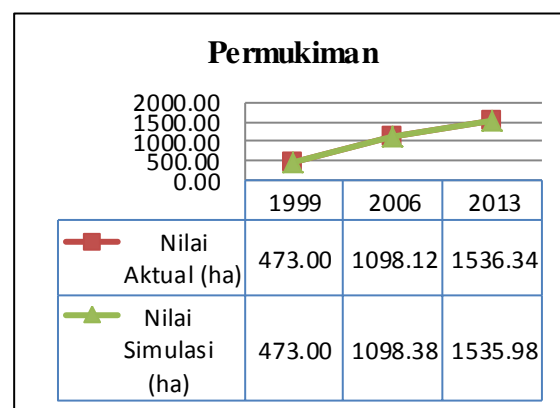 Permukiman
2000.00
1500.00
1000.00
500.00
0.00
1999 2006 2013
Nilai
Aktual (ha)
473.00 1098.12 1536.34
Nilai
Simulasi
(ha)
473.00 1098.38 1535.98